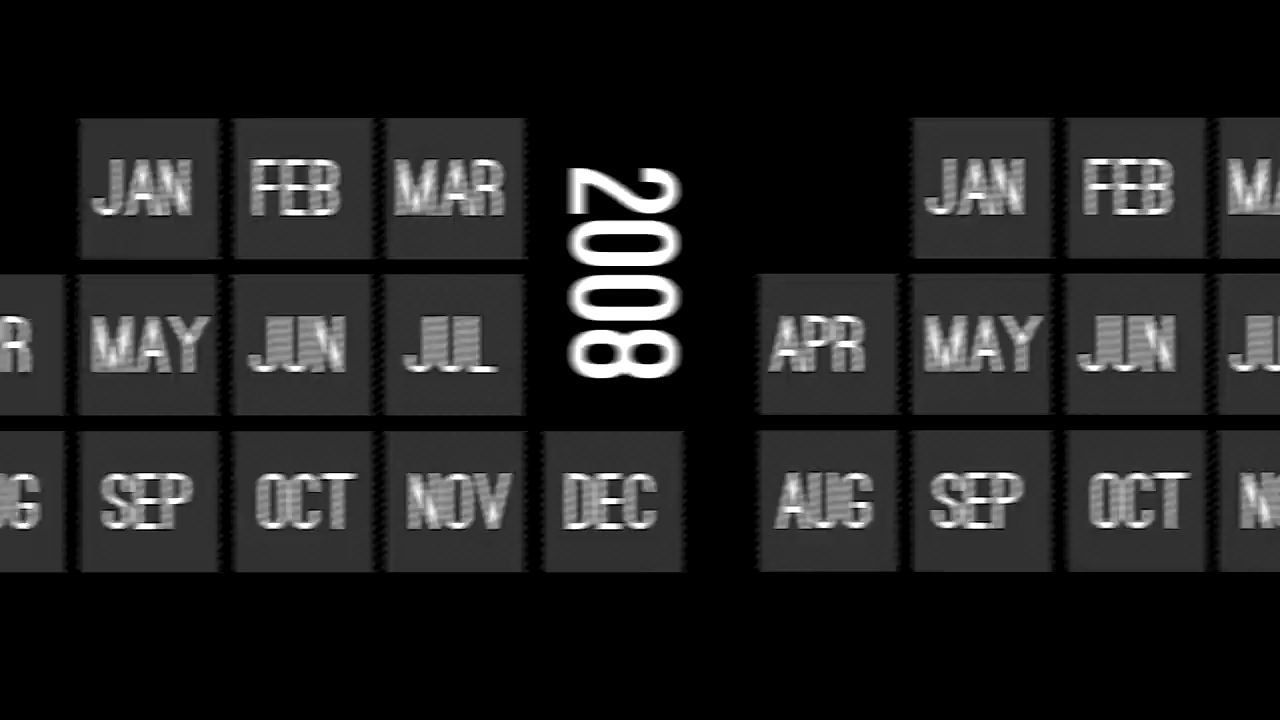 JAN FEB MAR 2008 JAN FEB
MAY JUN JUL APR MAY JUN
SEP OCT NOV DEC AUG SEP OCT